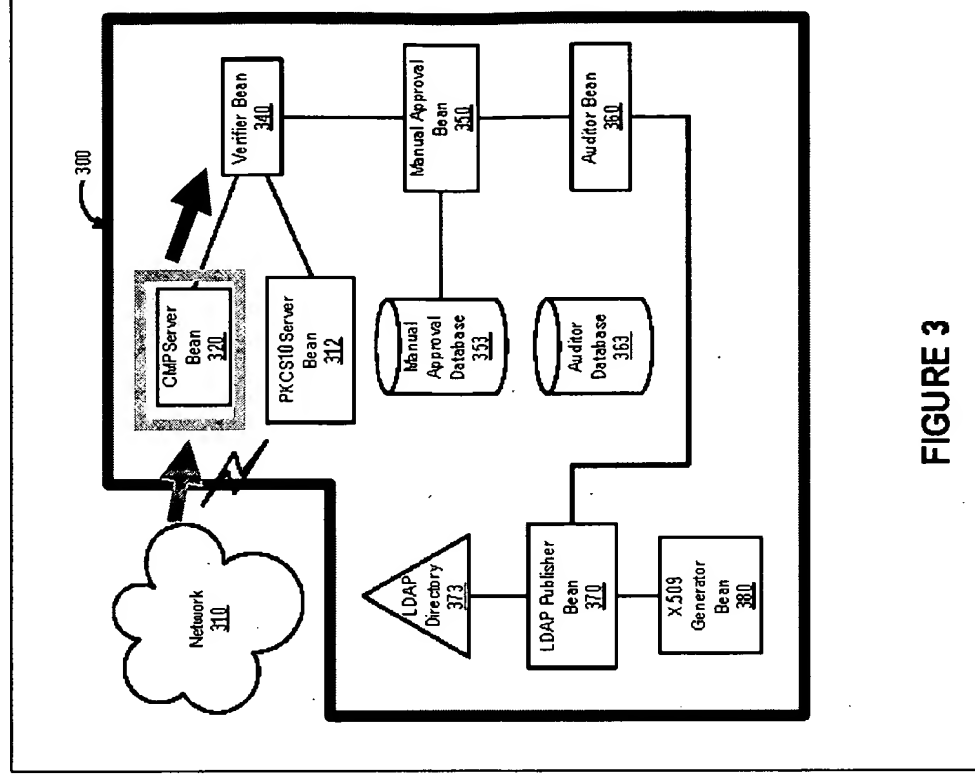 300
Network
310
CMP Server
Bean
320
PKCS10 Server
Bean
312
Verifier Bean
340
Manual Approval
Bean
350
Manual
Approval
Database
353
Auditor Bean
360
Auditor
Database
363
LDAP
Directory
373
LDAP Publisher
Bean
370
X.509
Generator
Bean
380
FIGURE 3